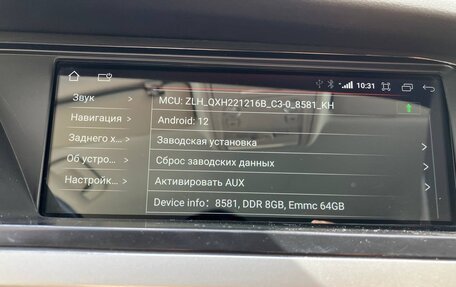 10:31
Звук >
Навигация >
Заднего х... >
Об устро... >
Настройк... >
MCU: ZLH_QXH221216B_C3-0_8581_KH
Android: 12
Заводская установка
Сброс заводских данных
Активировать AUX
Device info： 8581, DDR 8GB, Emmc 64GB